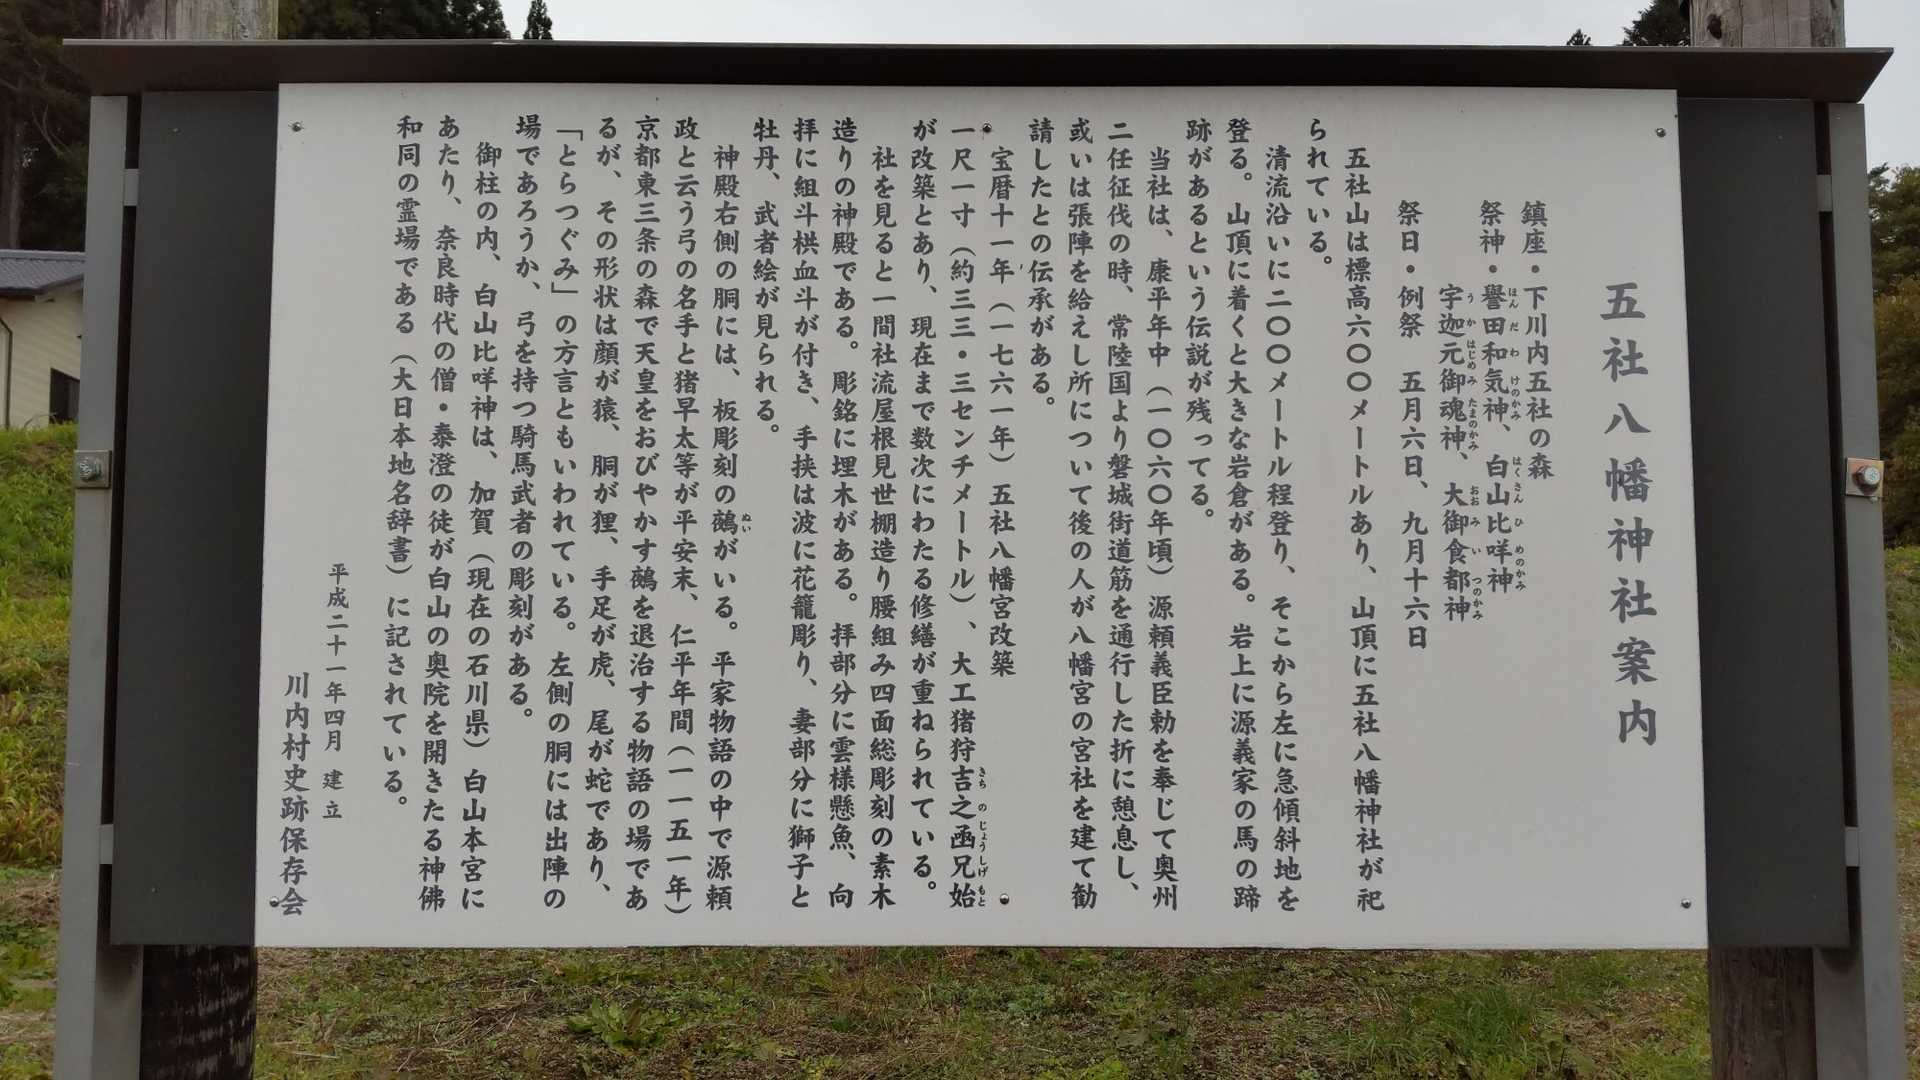 五社八幡神社案内
鎮座・下川内五社の森
祭神・譽田和気神、白山比咩神
宇迦元御魂神、大御食都神
祭日・例祭　五月六日、九月十六日
五社山は標高六〇〇メートルあり、山頂に五社八幡神社が祀
られている。
清流沿いに二〇〇メートル程登り、そこから左に急傾斜地を
登る。山頂に着くと大きな岩倉がある。岩上に源義家の馬の蹄
跡があるという伝説が残ってる。
当社は、康平年中（一〇六〇年頃）源頼義臣勅を奉じて奥州
二任征伐の時、常陸国より磐城街道筋を通行した折に憩息し、
或いは張陣を給えし所について後の人が八幡宮の宮社を建て勧
請したとの伝承がある。
宝暦十一年（一七六一年）五社八幡宮改築
一尺一寸（約三三・三センチメートル）、大工猪狩吉之函兄始
が改築とあり、現在まで数次にわたる修繕が重ねられている。
社を見ると一間社流屋根見世棚造り腰組み四面総彫刻の素木
造りの神殿である。彫銘に埋木がある。拝部分に雲様懸魚、向
拝に組斗栱血斗が付き、手挟は波に花籠彫り、妻部分に獅子と
牡丹、武者絵が見られる。
神殿右側の胴には、板彫刻の鵺がいる。平家物語の中で源頼
政と云う弓の名手と猪早太等が平安末、仁平年間（一一五一年）
京都東三条の森で天皇をおびやかす鵺を退治する物語の場であ
るが、その形状は顔が猿、胴が狸、手足が虎、尾が蛇であり、
「とらつぐみ」の方言ともいわれている。左側の胴には出陣の
場であろうか、弓を持つ騎馬武者の彫刻がある。
御柱の内、白山比咩神は、加賀（現在の石川県）白山本宮に
あたり、奈良時代の僧・泰澄の徒が白山の奥院を開きたる神佛
和同の霊場である（大日本地名辞書）に記されている。
平成二十一年四月　建立
川内村史跡保存会